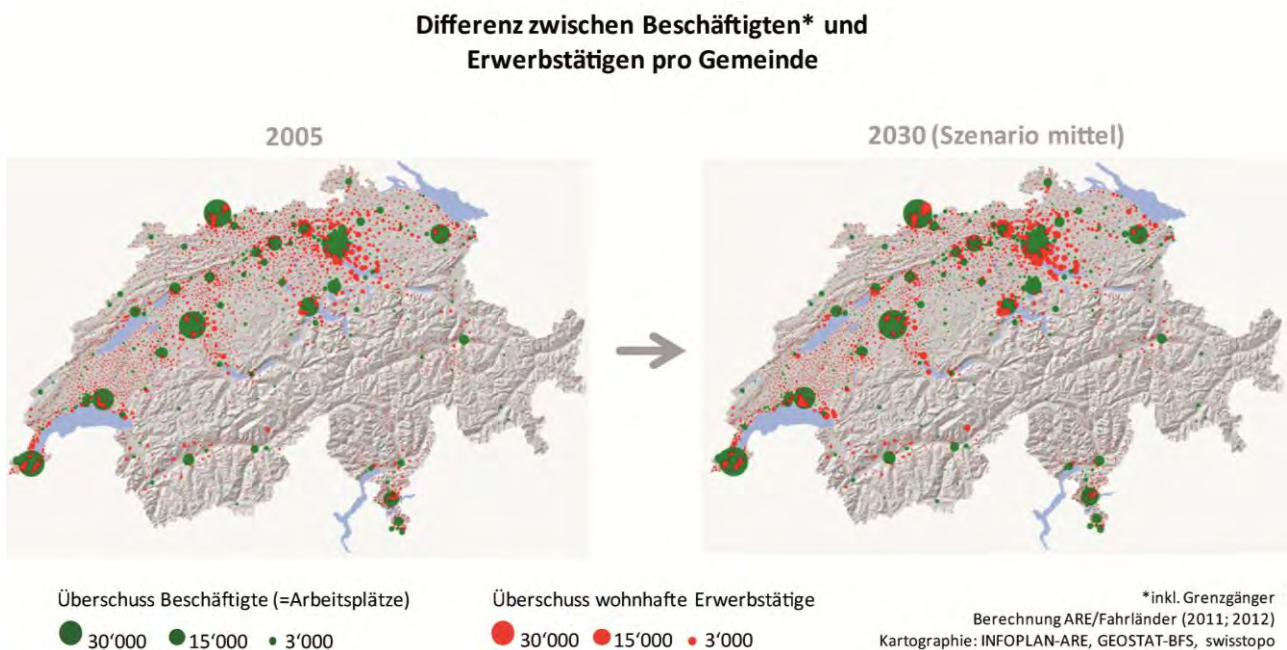 Differenz zwischen Beschäftigten* und
Erwerbstätigen pro Gemeinde
2005
2030 (Szenario mittel)
Überschuss Beschäftigte (=Arbeitsplätze)
30‘000 15‘000 3‘000
Überschuss wohnhafte Erwerbstätige
30‘000 15‘000 3‘000
*inkl. Grenzgänger
Berechnung ARE/Fahrländer (2011; 2012)
Kartographie: INFOPLAN-ARE, GEOSTAT-BFS, swisstopo